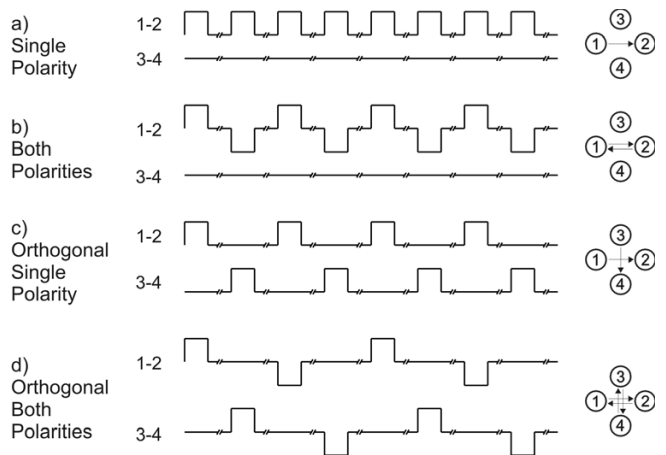 a)
Single
Polarity
1-2
3-4
3
1 2
4
b)
Both
Polarities
1-2
3-4
3
1 2
4
c)
Orthogonal
Single
Polarity
1-2
3-4
3
1 2
4
d)
Orthogonal
Both
Polarities
1-2
3-4
3
1 2
4